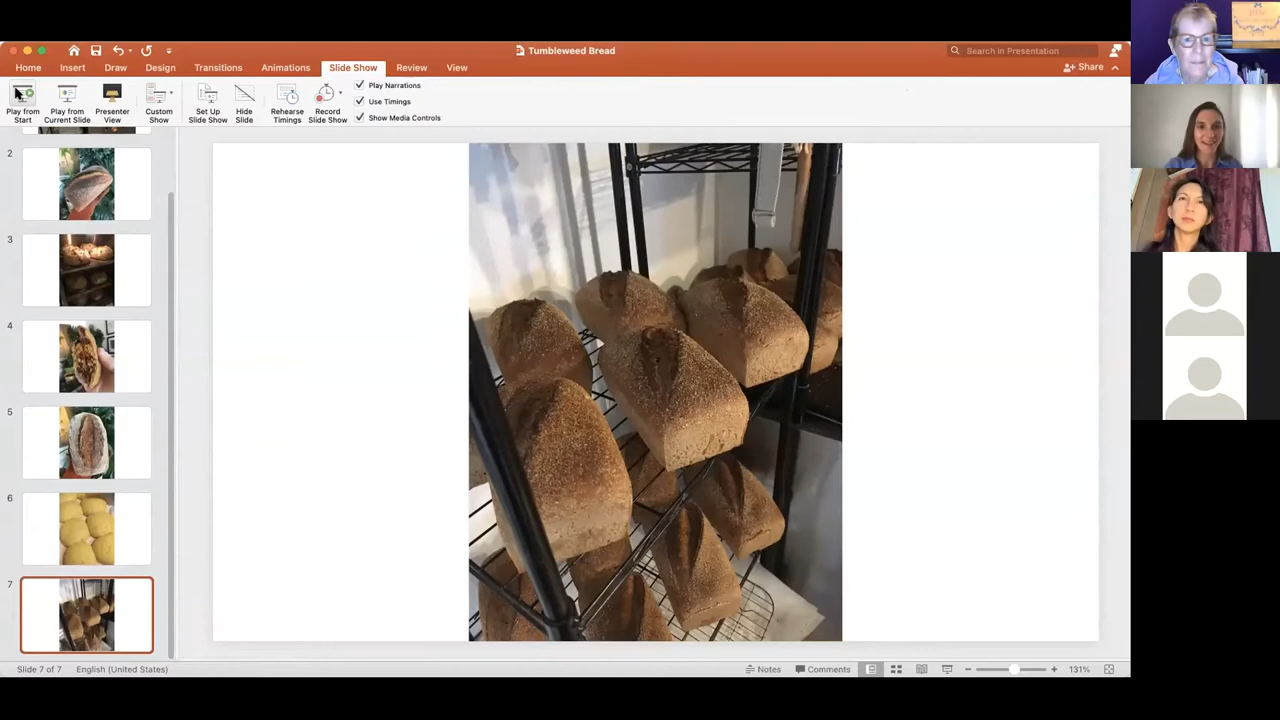 Tumbleweed Bread
Search in Presentation
Home Insert Draw Design Transitions Animations Slide Show Review View
Share
Play from Start
Play from Current Slide
Presenter View
Custom Show
Set Up Slide Show
Hide Slide
Rehearse Timings
Record Slide Show
Play Narrations
Use Timings
Show Media Controls
2
3
4
5
6
7
Slide 7 of 7
English (United States)
Notes
Comments
131%